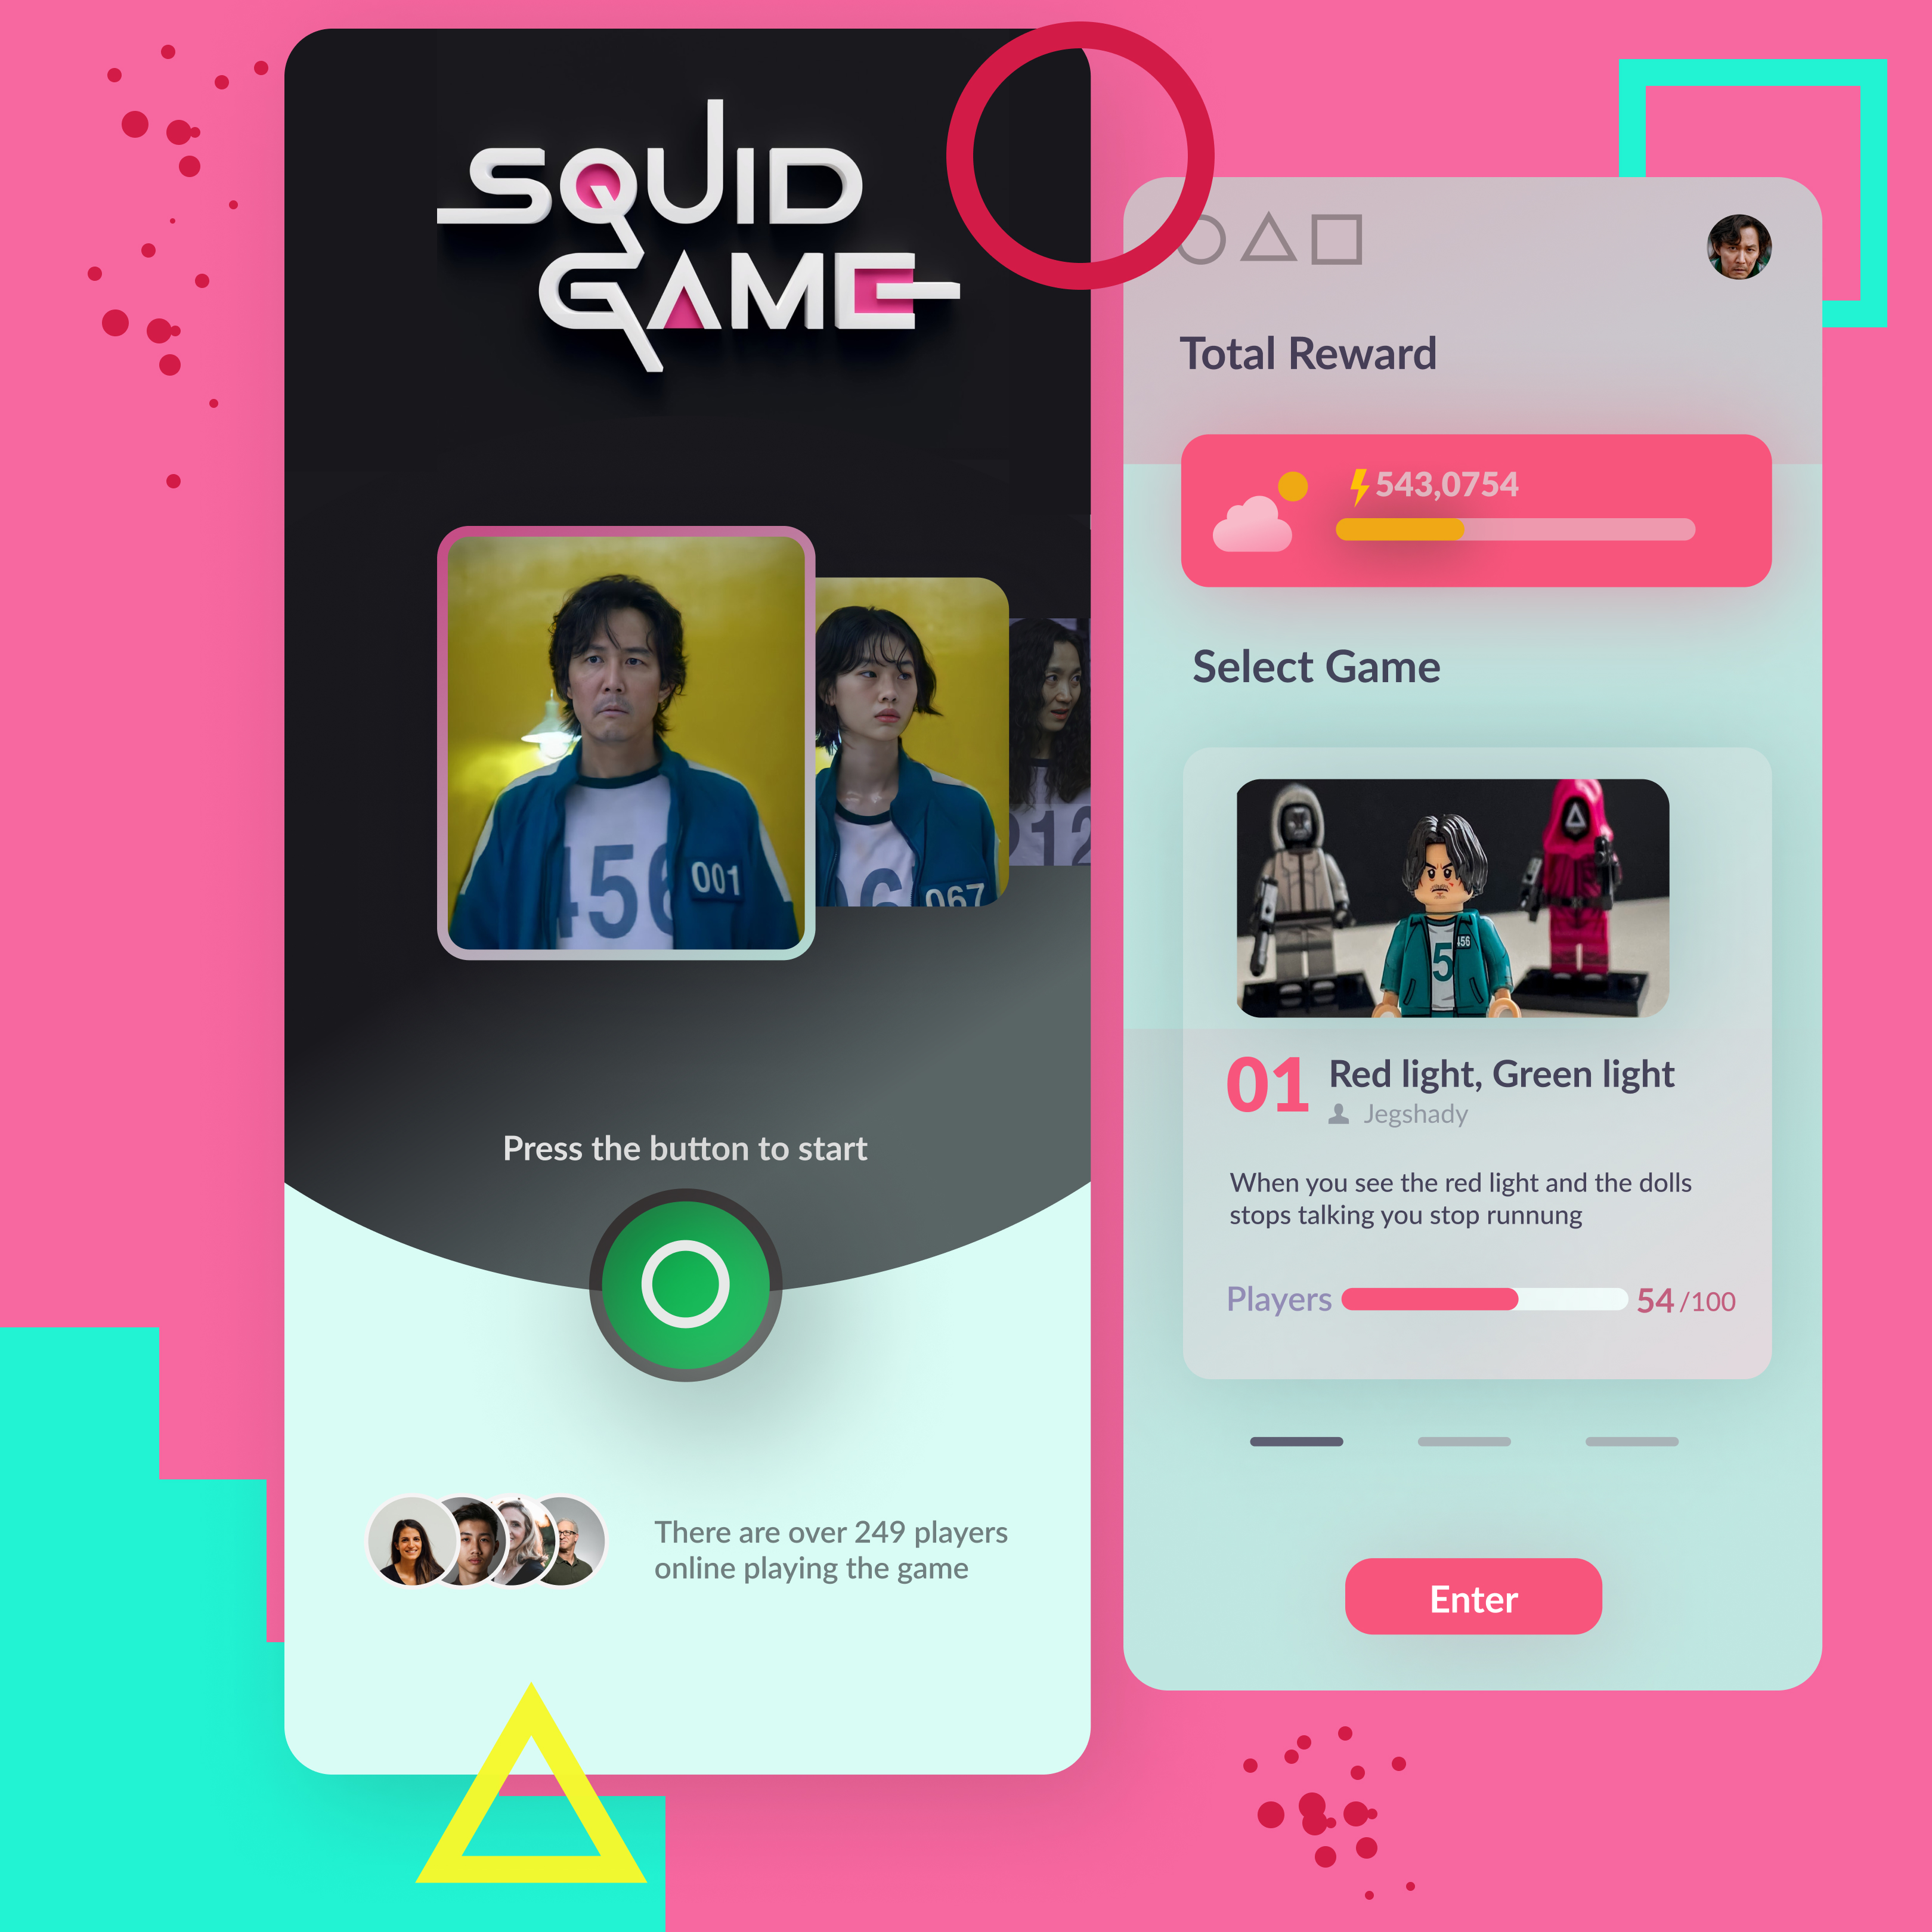 SQUID
GAME
456
001
067
212
Press the button to start
There are over 249 players
online playing the game
Total Reward
543,0754
Select Game
5
456
01
Red light, Green light
Jegshady
When you see the red light and the dolls
stops talking you stop runnung
Players
54 /100
Enter